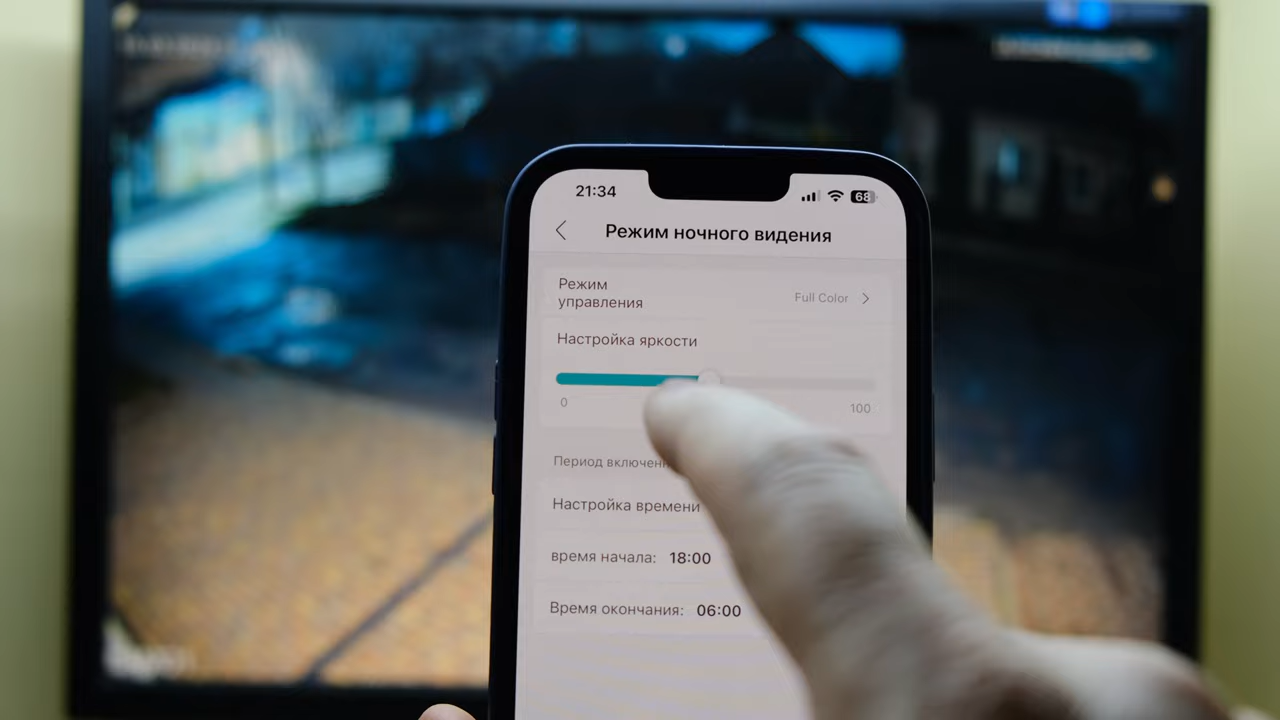 21:34
68
Режим ночного видения
Режим
управления
Full Color
Настройка яркости
0
100
Период
Настройка времени
время начала: 18:00
Время окончания: 06:00